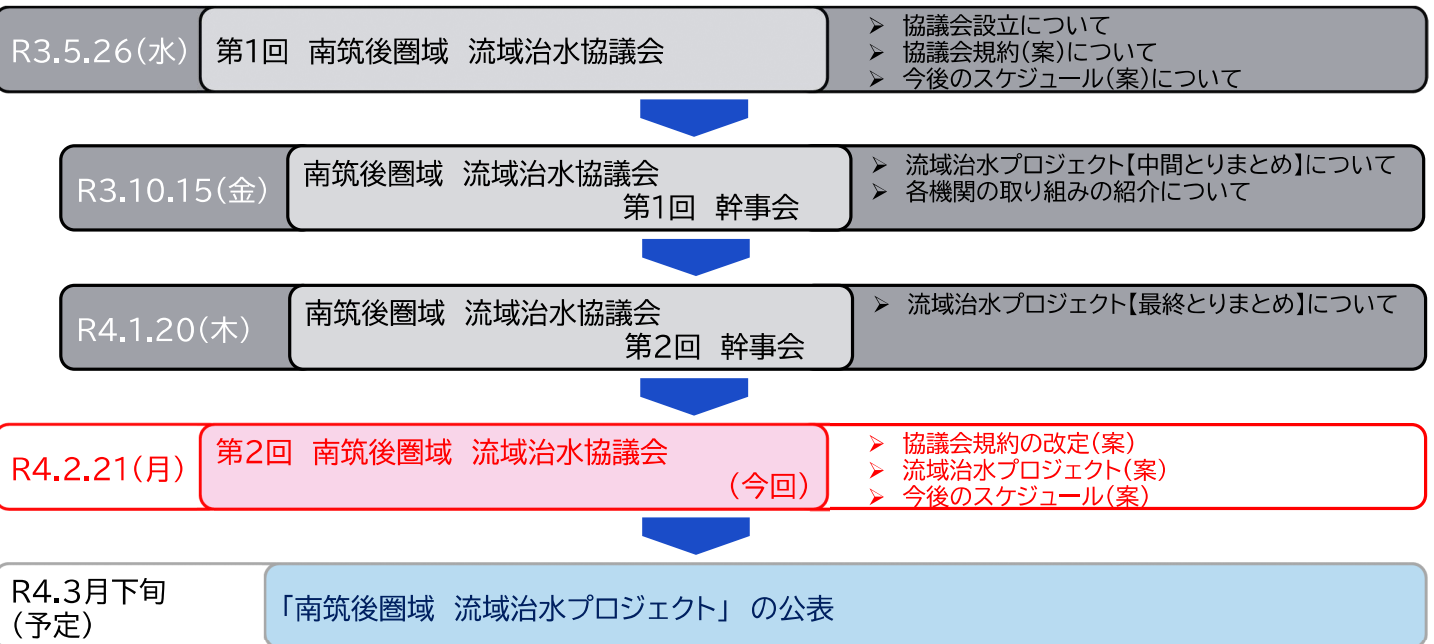 R3.5.26(水)
第1回 南筑後圏域 流域治水協議会
➢ 協議会設立について
➢ 協議会規約(案)について
➢ 今後のスケジュール(案)について
R3.10.15(金)
南筑後圏域 流域治水協議会
第1回 幹事会
➢ 流域治水プロジェクト【中間とりまとめ】について
➢ 各機関の取り組みの紹介について
R4.1.20(木)
南筑後圏域 流域治水協議会
第2回 幹事会
➢ 流域治水プロジェクト【最終とりまとめ】について
R4.2.21(月)
第2回 南筑後圏域 流域治水協議会
(今回)
➢ 協議会規約の改定(案)
➢ 流域治水プロジェクト(案)
➢ 今後のスケジュール(案)
R4.3月下旬
(予定)
「南筑後圏域 流域治水プロジェクト」 の公表